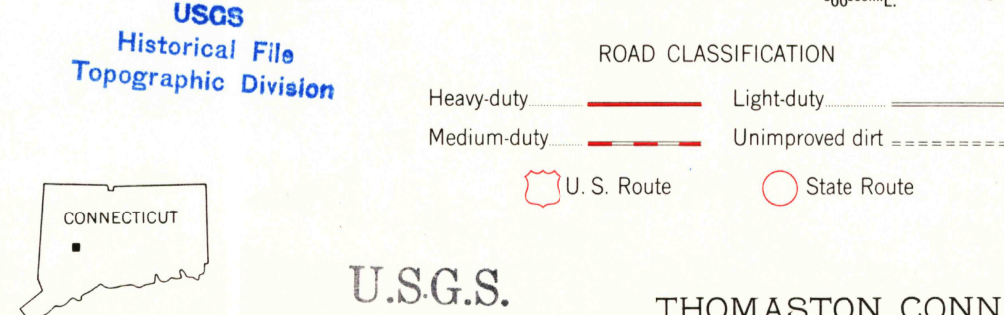 USGS
Historical File
Topographic Division
ROAD CLASSIFICATION
Heavy-duty
Light-duty
Medium-duty
Unimproved dirt
U. S. Route
State Route
CONNECTICUT
U.S.G.S.
THOMASTON, CONN